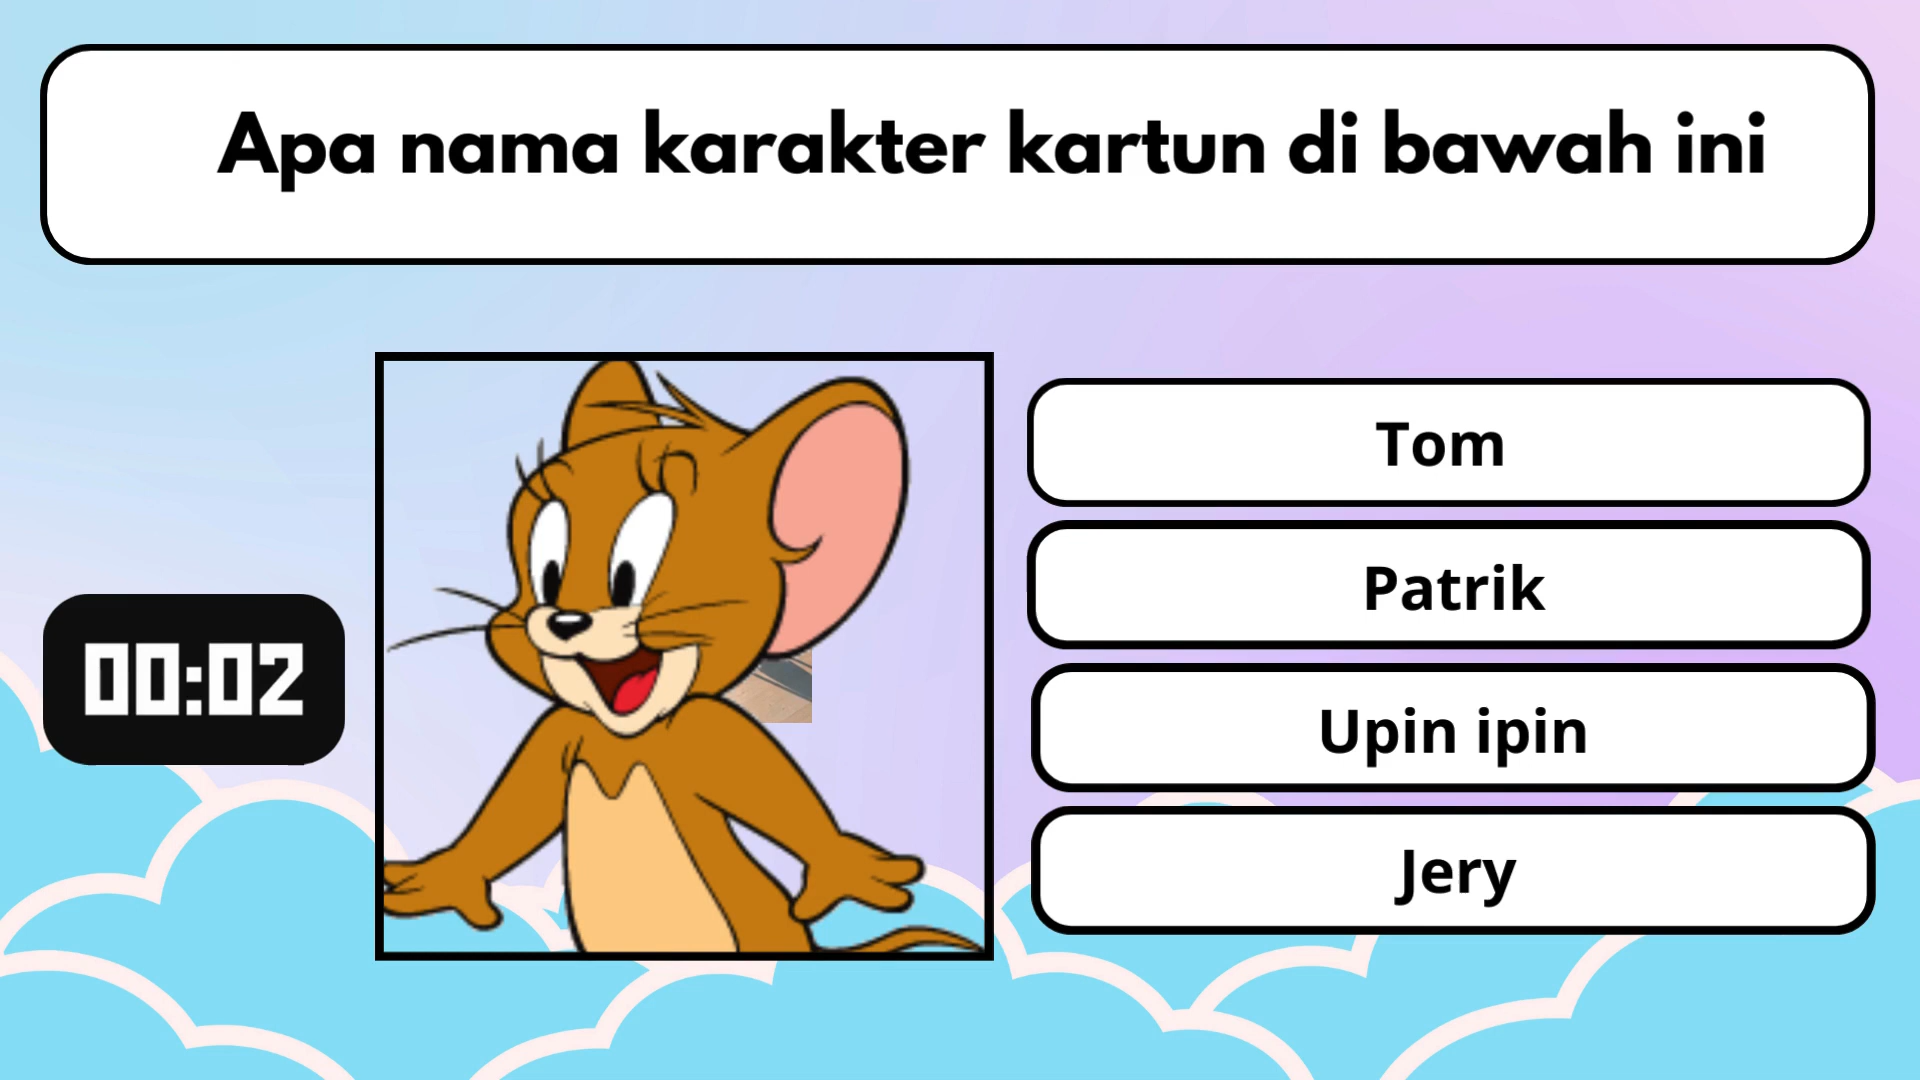 Apa nama karakter kartun di bawah ini
00:02
Tom
Patrik
Upin ipin
Jery